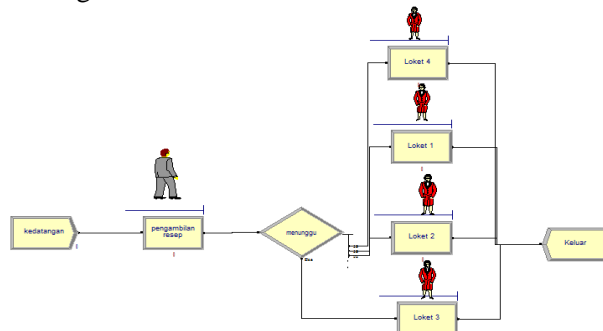 Loket 4
Loket 1
kedatangan
pengambilan
resep
menunggu
Loket 2
Keluar
Loket 3